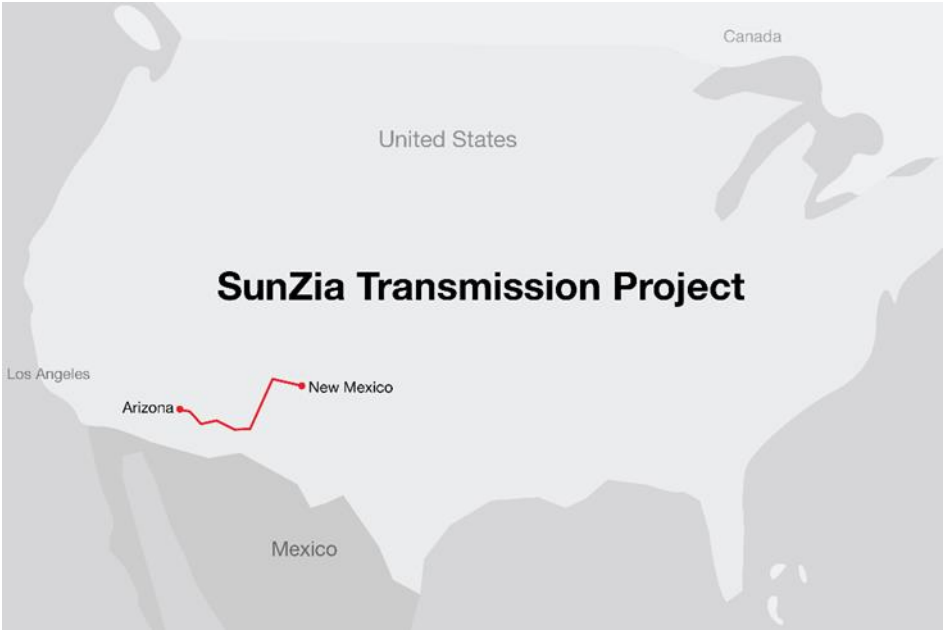 Canada
United States
SunZia Transmission Project
Los Angeles
New Mexico
Arizona
Mexico